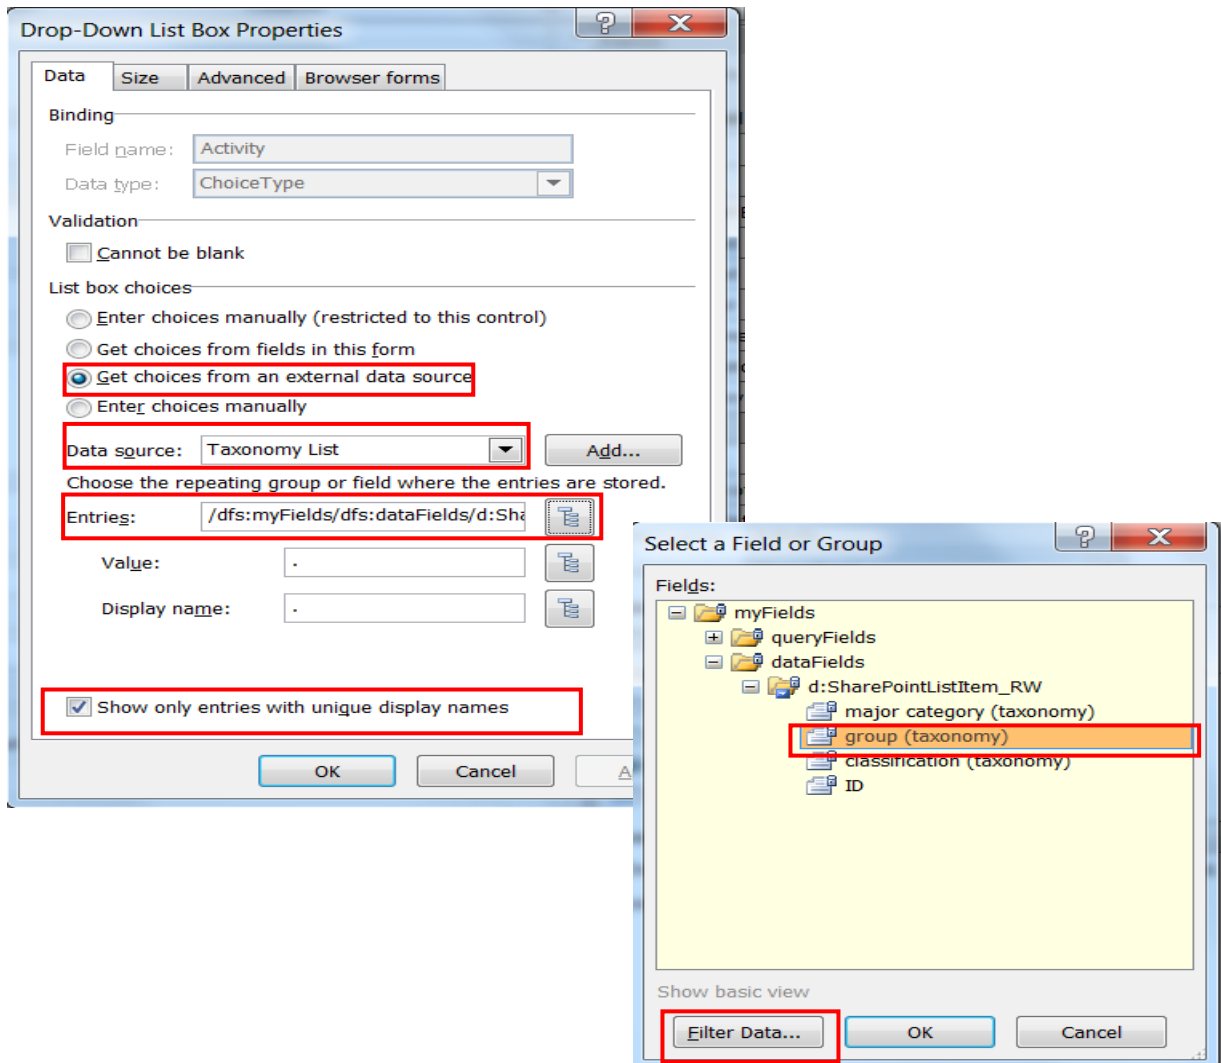 Drop-Down List Box Properties
Data Size Advanced Browser forms
Binding
Field name: Activity
Data type: ChoiceType
Validation
Cannot be blank
List box choices
Enter choices manually (restricted to this control)
Get choices from fields in this form
Get choices from an external data source
Enter choices manually
Data source: Taxonomy List Add...
Choose the repeating group or field where the entries are stored.
Entries: /dfs:myFields/dfs:dataFields/d:Sha
Value: .
Display name: .
Show only entries with unique display names
OK Cancel A
Select a Field or Group
Fields:
myFields
queryFields
dataFields
d:SharePointListItem_RW
major category (taxonomy)
group (taxonomy)
classification (taxonomy)
ID
Show basic view
Filter Data... OK Cancel